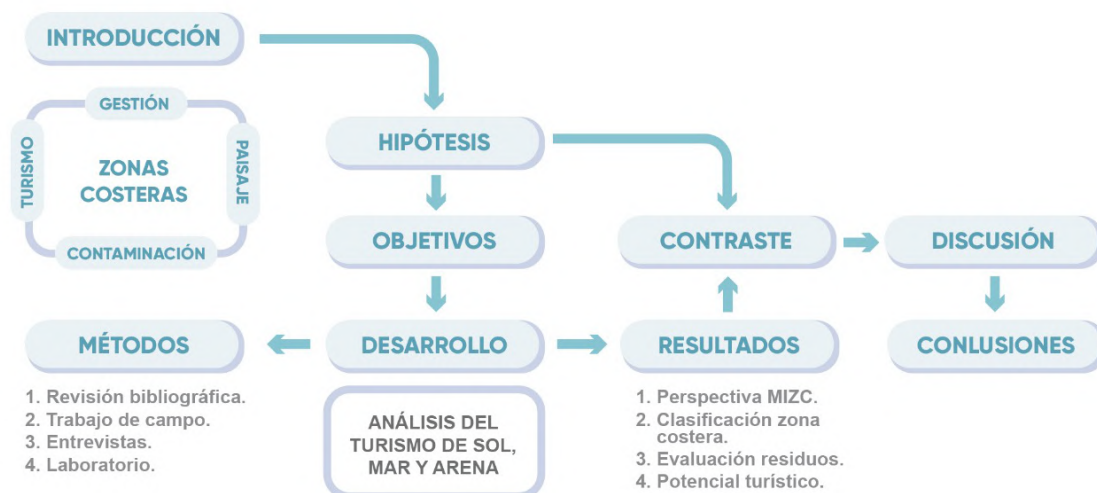 INTRODUCCIÓN
GESTIÓN
TURISMO
ZONAS
COSTERAS
PAISAJE
CONTAMINACIÓN
HIPÓTESIS
OBJETIVOS
CONTRASTE
DISCUSIÓN
MÉTODOS
DESARROLLO
RESULTADOS
CONLUSIONES
1. Revisión bibliográfica.
2. Trabajo de campo.
3. Entrevistas.
4. Laboratorio.
ANÁLISIS DEL
TURISMO DE SOL,
MAR Y ARENA
1. Perspectiva MIZC.
2. Clasificación zona
costera.
3. Evaluación residuos.
4. Potencial turístico.